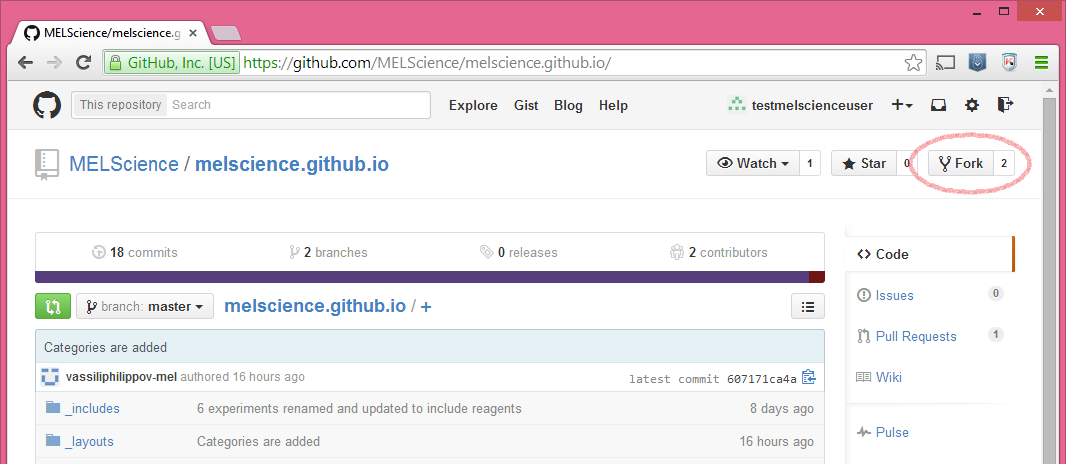 MELScience/melscience.g
GitHub, Inc. [US] https://github.com/MELScience/melscience.github.io/
This repository Search Explore Gist Blog Help testmelscienceuser
MELScience / melscience.github.io Watch 1 Star 0 Fork 2
18 commits 2 branches 0 releases 2 contributors
Code
branch: master melscience.github.io / +
Issues 0
Categories are added
Pull Requests 1
vassiliphilippov-mel authored 16 hours ago latest commit 607171ca4a
Wiki
_includes 6 experiments renamed and updated to include reagents 8 days ago
_layouts Categories are added 16 hours ago
Pulse